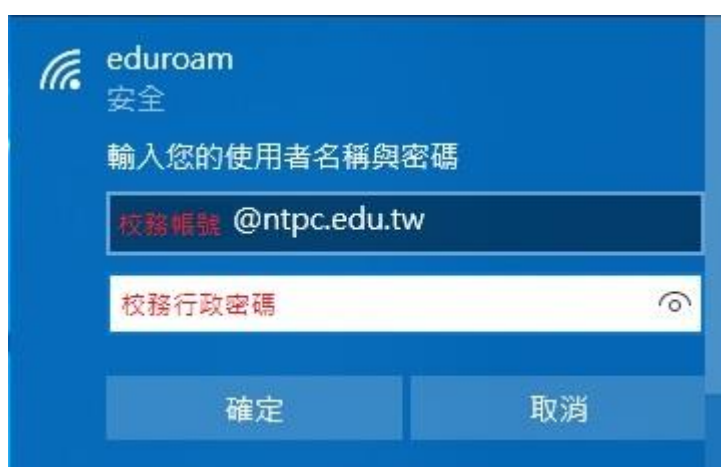 eduroam
安全
輸入您的使用者名稱與密碼
校務帳號 @ntpc.edu.tw
校務行政密碼
確定
取消